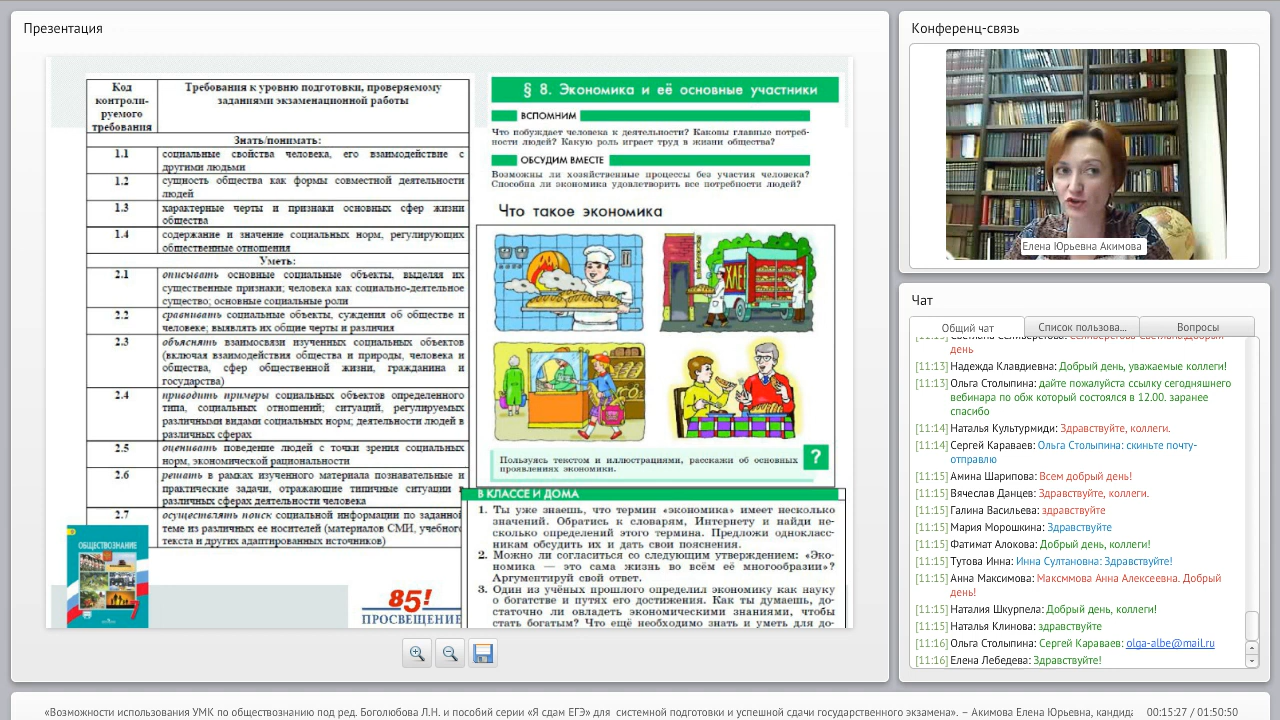 Презентация
Код
контроли-
руемого
требования
Требования к уровню подготовки, проверяемому
заданиями экзаменационной работы
Знать/понимать:
1.1 социальные свойства человека, его взаимодействие с
другими людьми
1.2 сущность общества как формы совместной деятельности
людей
1.3 характерные черты и признаки основных сфер жизни
общества
1.4 содержание и значение социальных норм, регулирующих
общественные отношения
Уметь:
2.1 описывать основные социальные объекты, выделяя их
существенные признаки; человека как социально-деятельное
существо; основные социальные роли
2.2 сравнивать социальные объекты, суждения об обществе и
человеке; выявлять их общие черты и различия
2.3 объяснять взаимосвязи изученных социальных объектов
(включая взаимодействия общества и природы, человека и
общества, сфер общественной жизни, гражданина и
государства)
2.4 приводить примеры социальных объектов определенного
типа, социальных отношений; ситуаций, регулируемых
различными видами социальных норм; деятельности людей в
различных сферах
2.5 оценивать поведение людей с точки зрения социальных
норм, экономической рациональности
2.6 решать в рамках изученного материала познавательные и
практические задачи, отражающие типичные ситуации в
различных сферах деятельности человека
2.7 осуществлять поиск социальной информации по заданной
теме из различных ее носителей (материалов СМИ, учебного
текста и других адаптированных источников)
ОБЩЕСТВОЗНАНИЕ
7
85!
ПРОСВЕЩЕНИЕ
§ 8. Экономика и её основные участники
ВСПОМНИМ
Что побуждает человека к деятельности? Каковы главные потреб-
ности людей? Какую роль играет труд в жизни общества?
ОБСУДИМ ВМЕСТЕ
Возможны ли хозяйственные процессы без участия человека?
Способна ли экономика удовлетворить все потребности людей?
Что такое экономика
ХЛЕ
Пользуясь текстом и иллюстрациями, расскажи об основных
проявлениях экономики.
?
В КЛАССЕ И ДОМА
1. Ты уже знаешь, что термин «экономика» имеет несколько
значений. Обратись к словарям, Интернету и найди не-
сколько определений этого термина. Предложи однокласс-
никам обсудить их и дать свои пояснения.
2. Можно ли согласиться со следующим утверждением: «Эко-
номика — это сама жизнь во всём её многообразии»?
Аргументируй свой ответ.
3. Один из учёных прошлого определил экономику как науку
о богатстве и путях его достижения. Как ты думаешь, до-
статочно ли овладеть экономическими знаниями, чтобы
стать богатым? Что ещё необходимо знать и уметь для до-
Конференц-связь
Елена Юрьевна Акимова
Чат
Общий чат
Список пользова...
Вопросы
день
[11:13] Надежда Клавдиевна: Добрый день, уважаемые коллеги!
[11:13] Ольга Столыпина: дайте пожалуйста ссылку сегодняшнего
вебинара по обж который состоялся в 12.00. заранее
спасибо
[11:14] Наталья Культурмиди: Здравствуйте, коллеги.
[11:14] Сергей Караваев: Ольга Столыпина: скиньте почту-
отправлю
[11:15] Амина Шарипова: Всем добрый день!
[11:15] Вячеслав Данцев: Здравствуйте, коллеги.
[11:15] Галина Васильева: здравствуйте
[11:15] Мария Морошкина: Здравствуйте
[11:15] Фатимат Алокова: Добрый день, коллеги!
[11:15] Тутова Инна: Инна Султановна: Здравствуйте!
[11:15] Анна Максимова: Максммова Анна Алексеевна. Добрый
день!
[11:15] Наталия Шкурпела: Добрый день, коллеги!
[11:15] Наталья Клинова: здравствуйте
[11:16] Ольга Столыпина: Сергей Караваев: olga-albe@mail.ru
[11:16] Елена Лебедева: Здравствуйте!
«Возможности использования УМК по обществознанию под ред. Боголюбова Л.Н. и пособий серии «Я сдам ЕГЭ» для системной подготовки и успешной сдачи государственного экзамена». – Акимова Елена Юрьевна, кандида
00:15:27 / 01:50:50